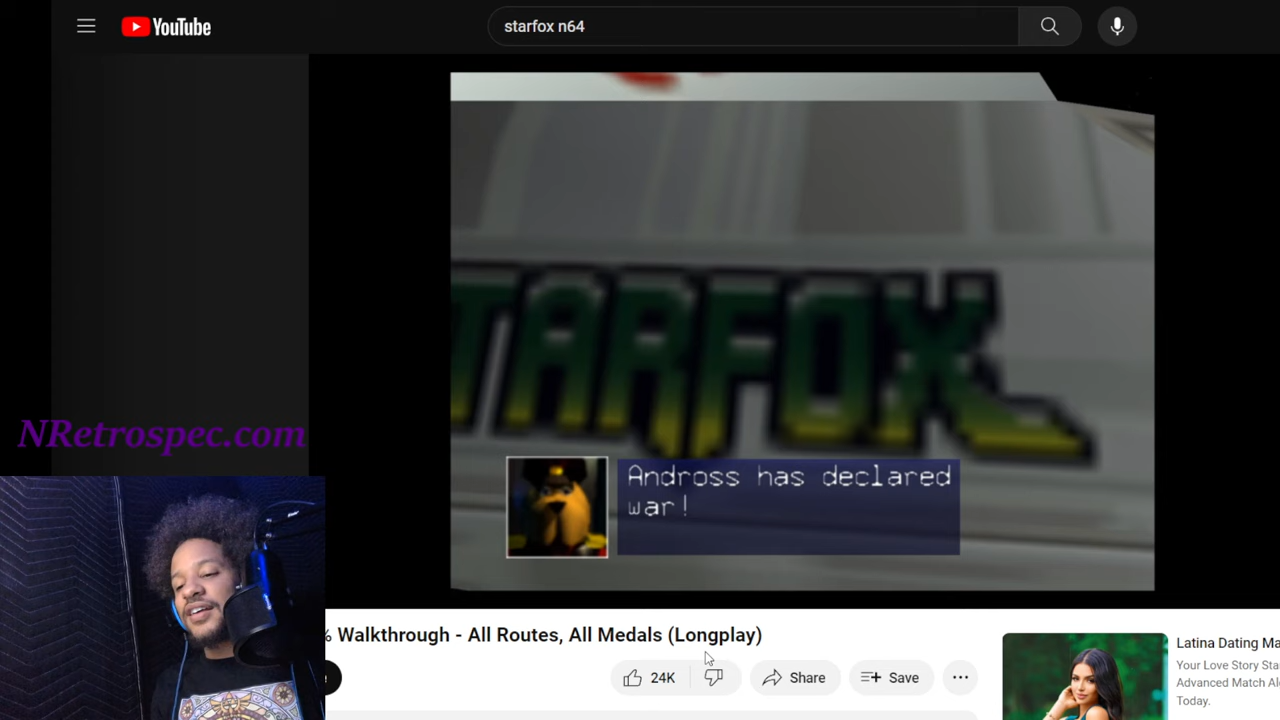 YouTube
starfox n64
TARFOX
Andross has declared
war!
NRetrospec.com
% Walkthrough - All Routes, All Medals (Longplay)
24K
Share
Save
Latina Dating Ma
Your Love Story Sta
Advanced Match Al
Today.